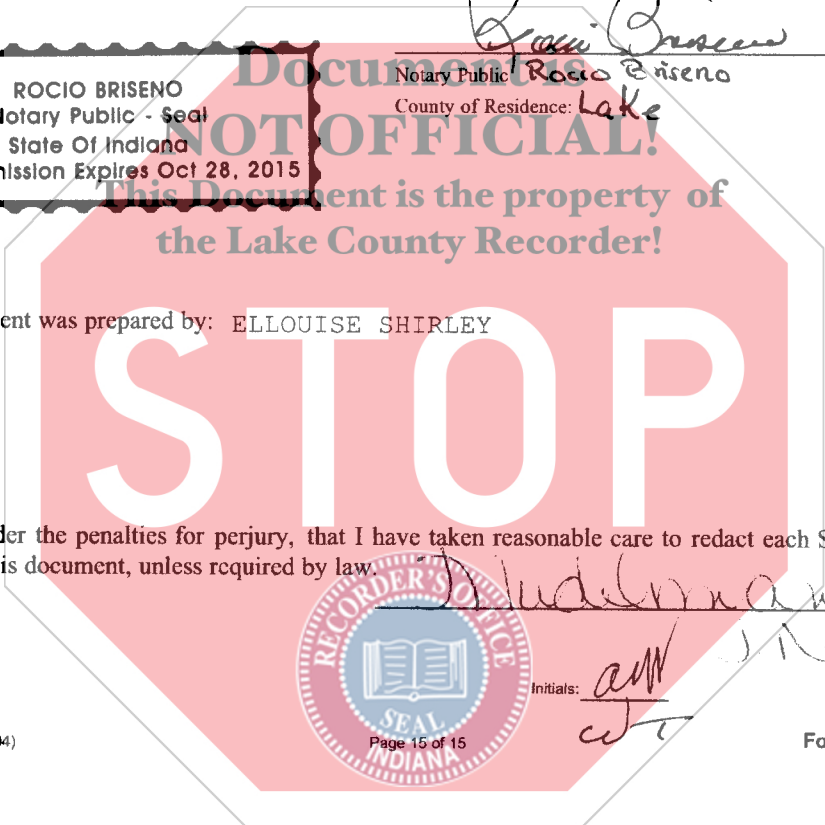 Rocio Briseno
ROCIO BRISENO
Notary Public - Seal
State Of Indiana
mission Expires Oct 28, 2015
Notary Public Rocio Briseno
County of Residence: Lake
Document is
NOT OFFICIAL!
This Document is the property of
the Lake County Recorder!
ent was prepared by: ELLOUISE SHIRLEY
STOP
der the penalties for perjury, that I have taken reasonable care to redact each S
is document, unless required by law.
RECORDER'S OFFICE
SEAL
INDIANA
Initials:
4)
Page 15 of 15
Fo